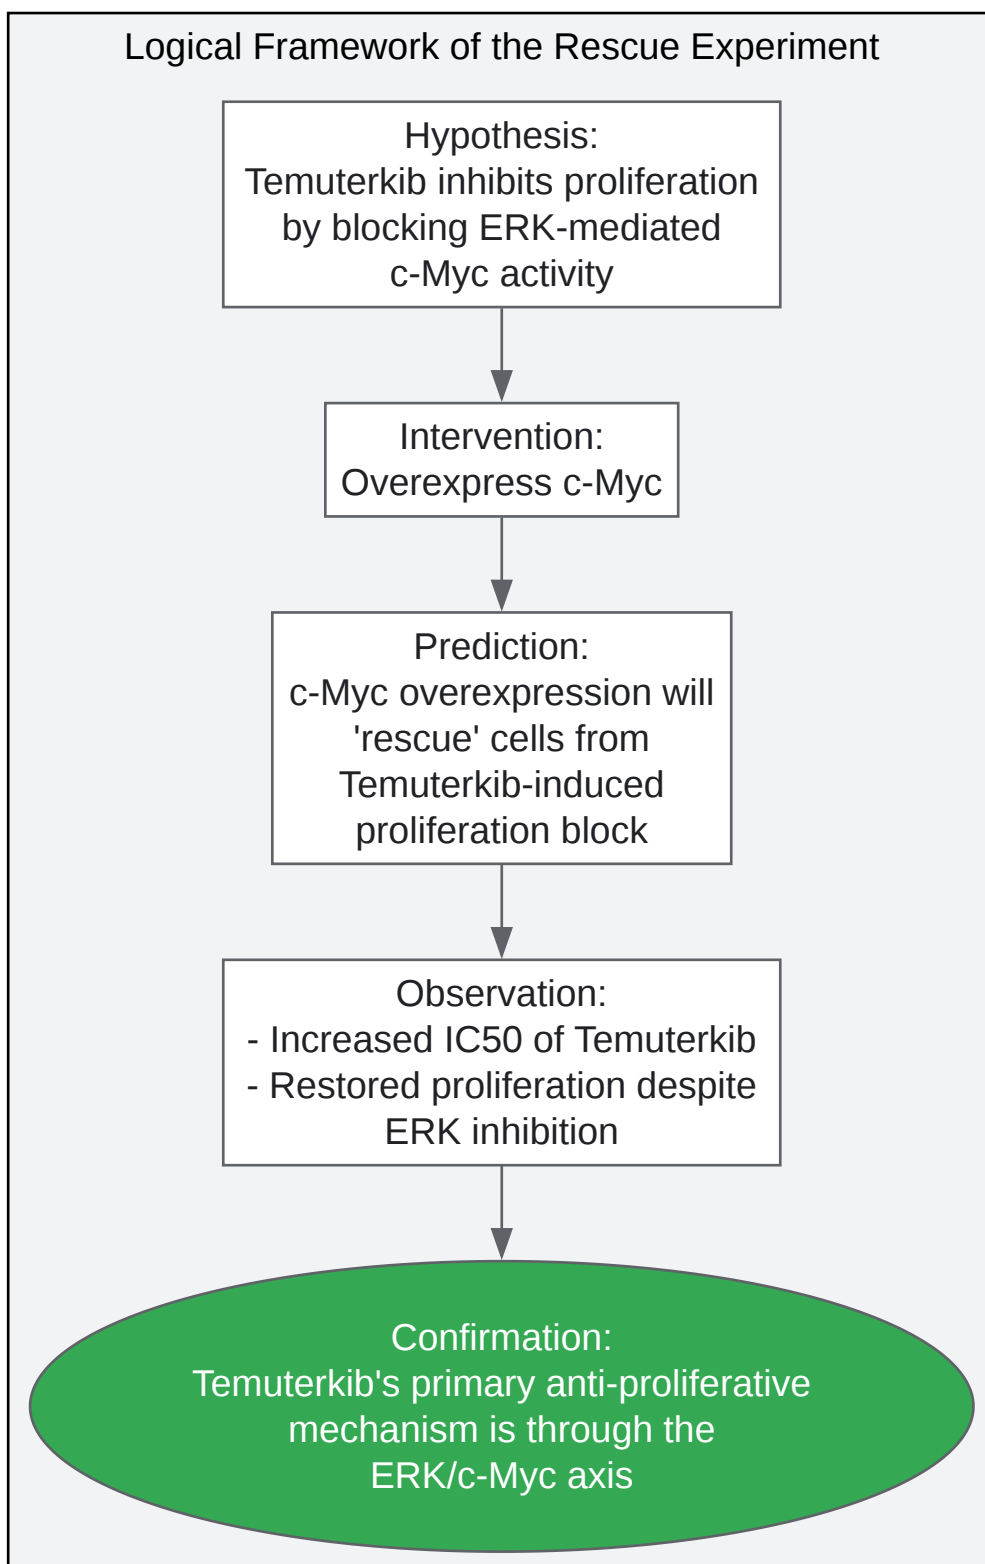 Logical Framework of the Rescue Experiment
Hypothesis:
Temuterkib inhibits proliferation
by blocking ERK-mediated
c-Myc activity
Intervention:
Overexpress c-Myc
Prediction:
c-Myc overexpression will
'rescue' cells from
Temuterkib-induced
proliferation block
Observation:
- Increased IC50 of Temuterkib
- Restored proliferation despite
ERK inhibition
Confirmation:
Temuterkib's primary anti-proliferative
mechanism is through the
ERK/c-Myc axis